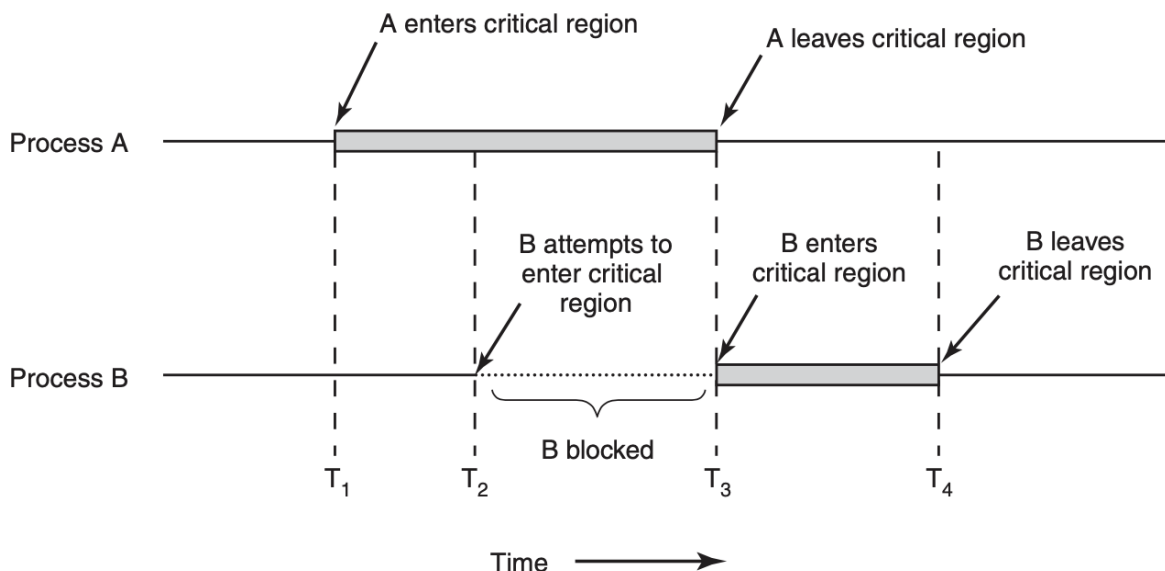 A enters critical region
A leaves critical region
Process A
B attempts to
enter critical
region
B enters
critical region
B leaves
critical region
Process B
B blocked
T₁
T₂
T₃
T₄
Time